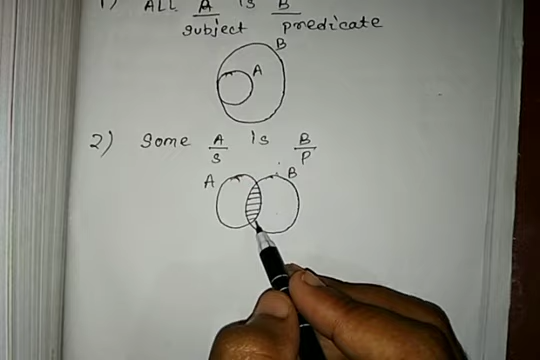 1) ALL A is B
subject predicate
B
A
2) Some A is B
S P
A B